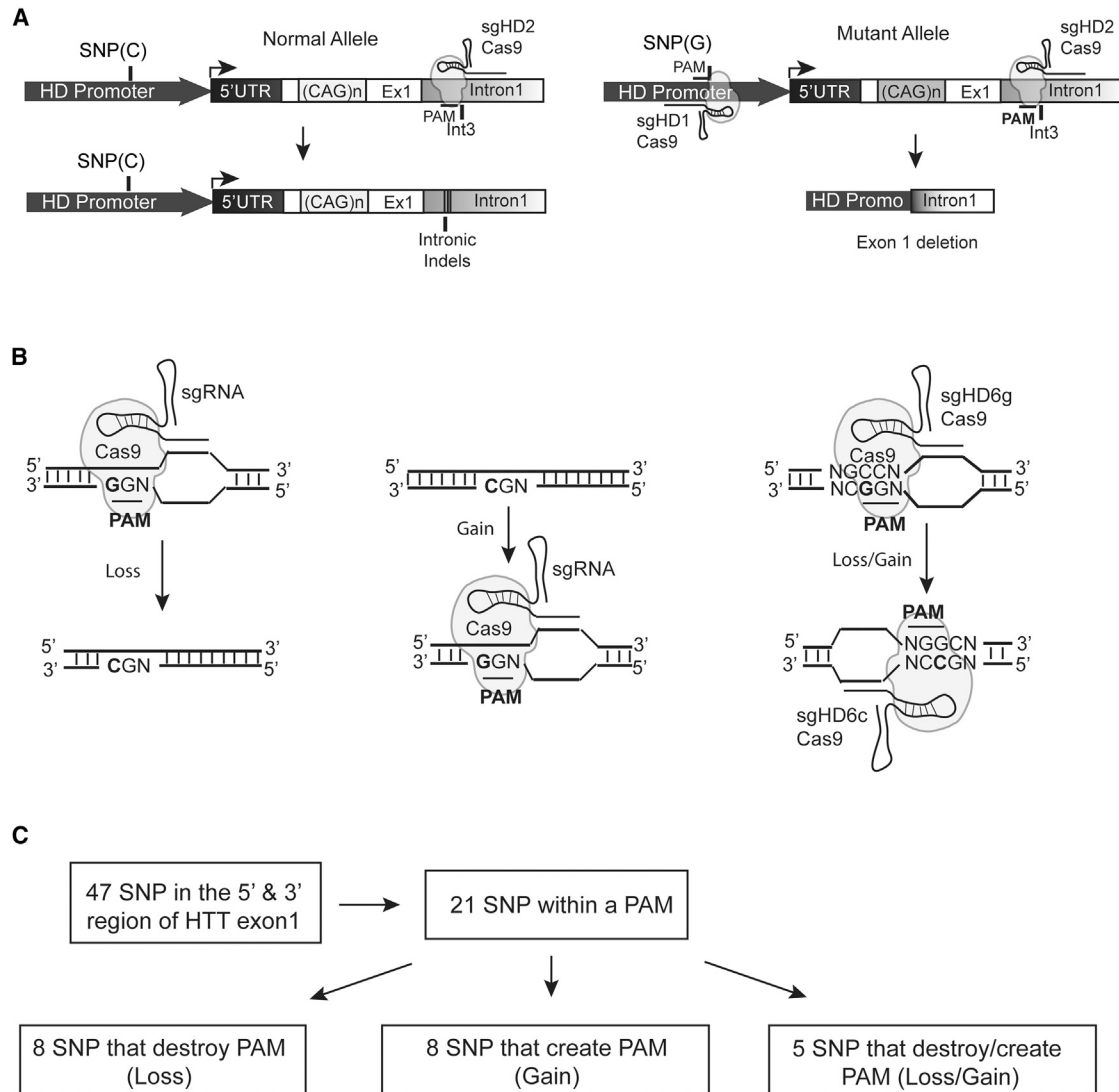 A
Normal Allele
SNP(C)
sgHD2
Cas9
HD Promoter
5'UTR
(CAG)n
Ex1
Intron1
PAM
Int3
SNP(C)
HD Promoter
5'UTR
(CAG)n
Ex1
Intron1
Intronic
Indels
Mutant Allele
SNP(G)
PAM
sgHD2
Cas9
HD Promoter
5'UTR
(CAG)n
Ex1
Intron1
sgHD1
Cas9
PAM
Int3
HD Promo
Intron1
Exon 1 deletion
B
sgRNA
Cas9
5' 3'
3' GGN 5'
PAM
Loss
5' 3'
3' CGN 5'
5' 3'
3' CGN 5'
Gain
sgRNA
Cas9
5' 3'
3' GGN 5'
PAM
sgHD6g
Cas9
Cas9
5' NGCCN 3'
3' NCGGN 5'
PAM
Loss/Gain
PAM
5' NGGCN 3'
3' NCCGN 5'
sgHD6c
Cas9
C
47 SNP in the 5' & 3'
region of HTT exon1
21 SNP within a PAM
8 SNP that destroy PAM
(Loss)
8 SNP that create PAM
(Gain)
5 SNP that destroy/create
PAM (Loss/Gain)